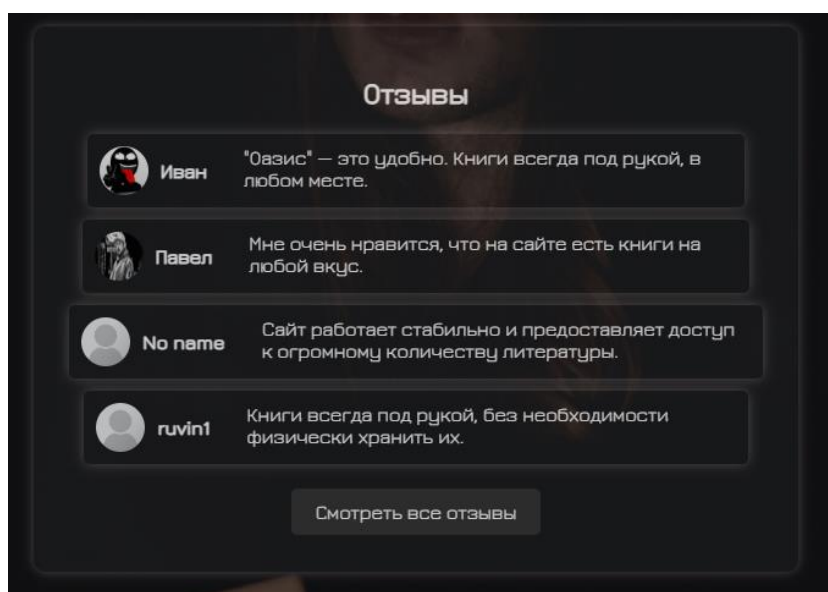 Отзывы
Иван
"Оазис" — это удобно. Книги всегда под рукой, в
любом месте.
Павел
Мне очень нравится, что на сайте есть книги на
любой вкус.
No name
Сайт работает стабильно и предоставляет доступ
к огромному количеству литературы.
ruvin1
Книги всегда под рукой, без необходимости
физически хранить их.
Смотреть все отзывы